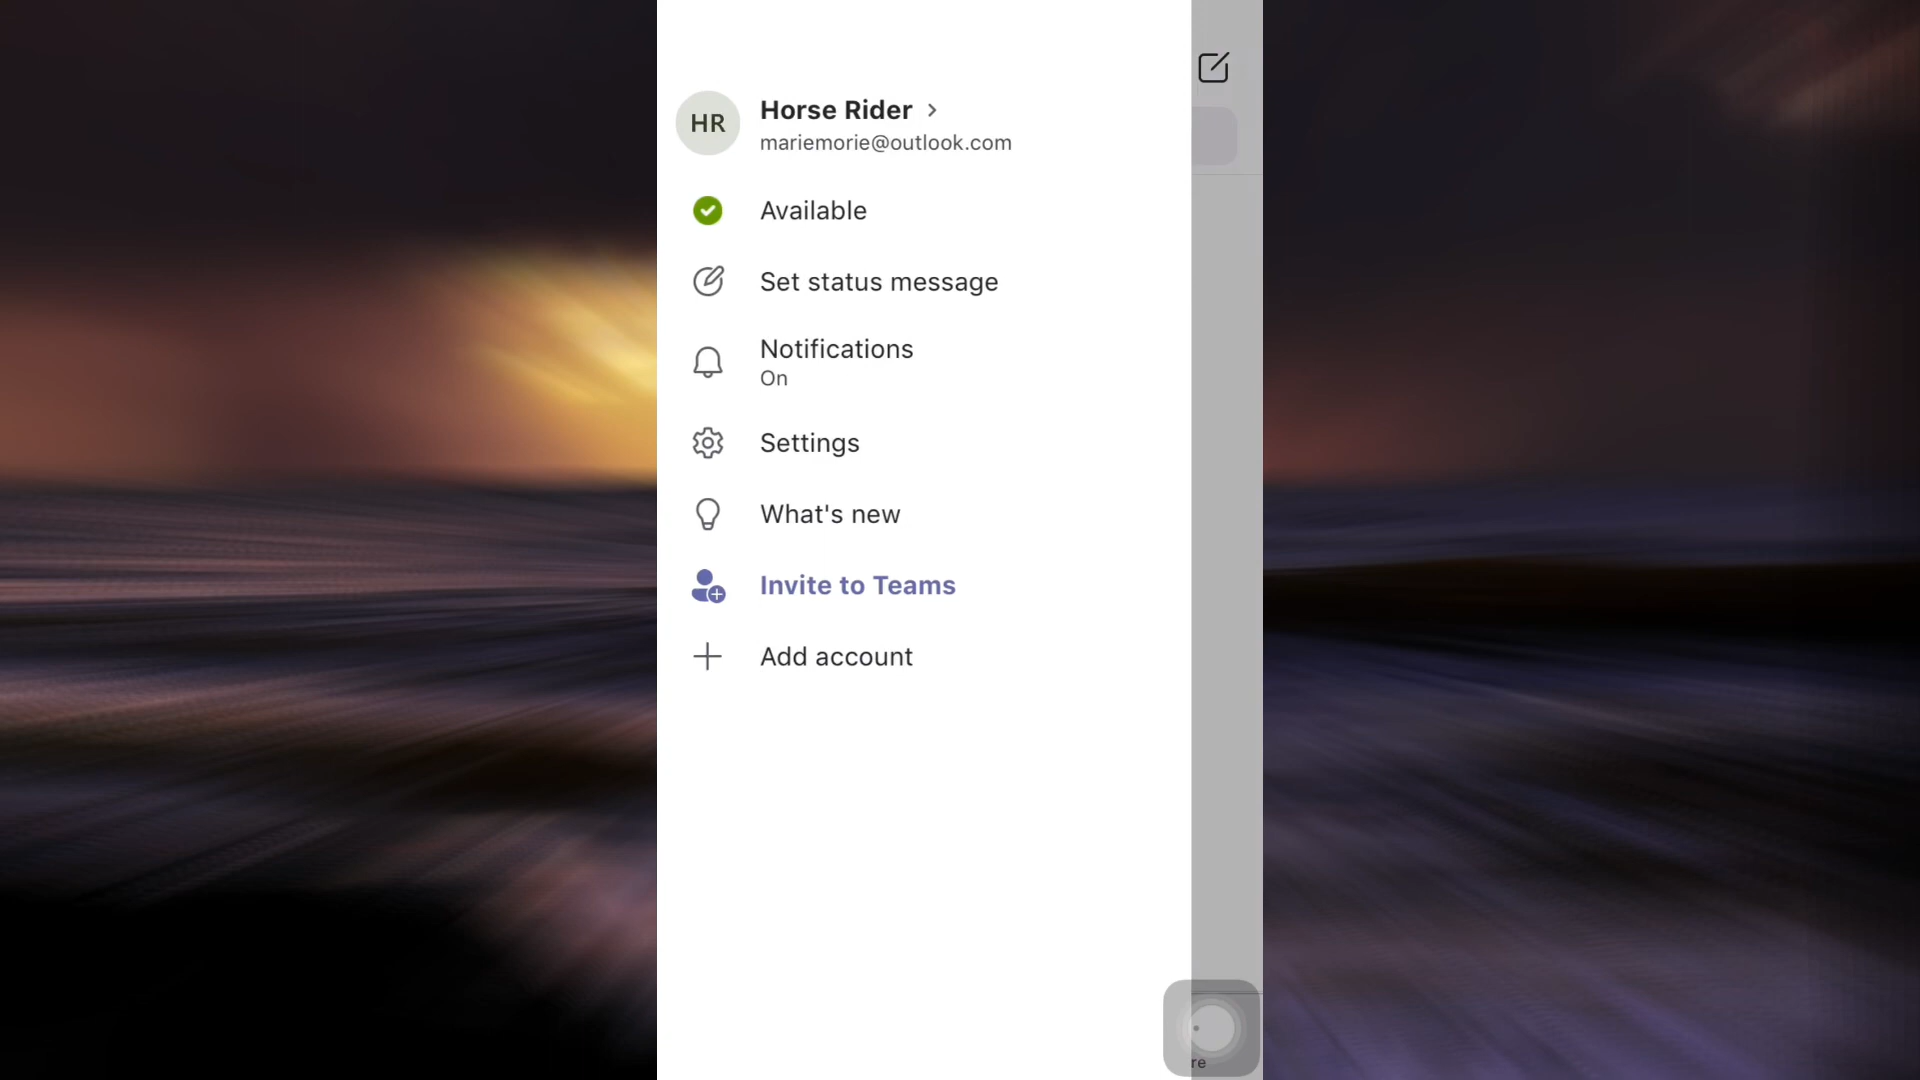 HR
Horse Rider
mariemorie@outlook.com
Available
Set status message
Notifications
On
Settings
What's new
Invite to Teams
Add account
re